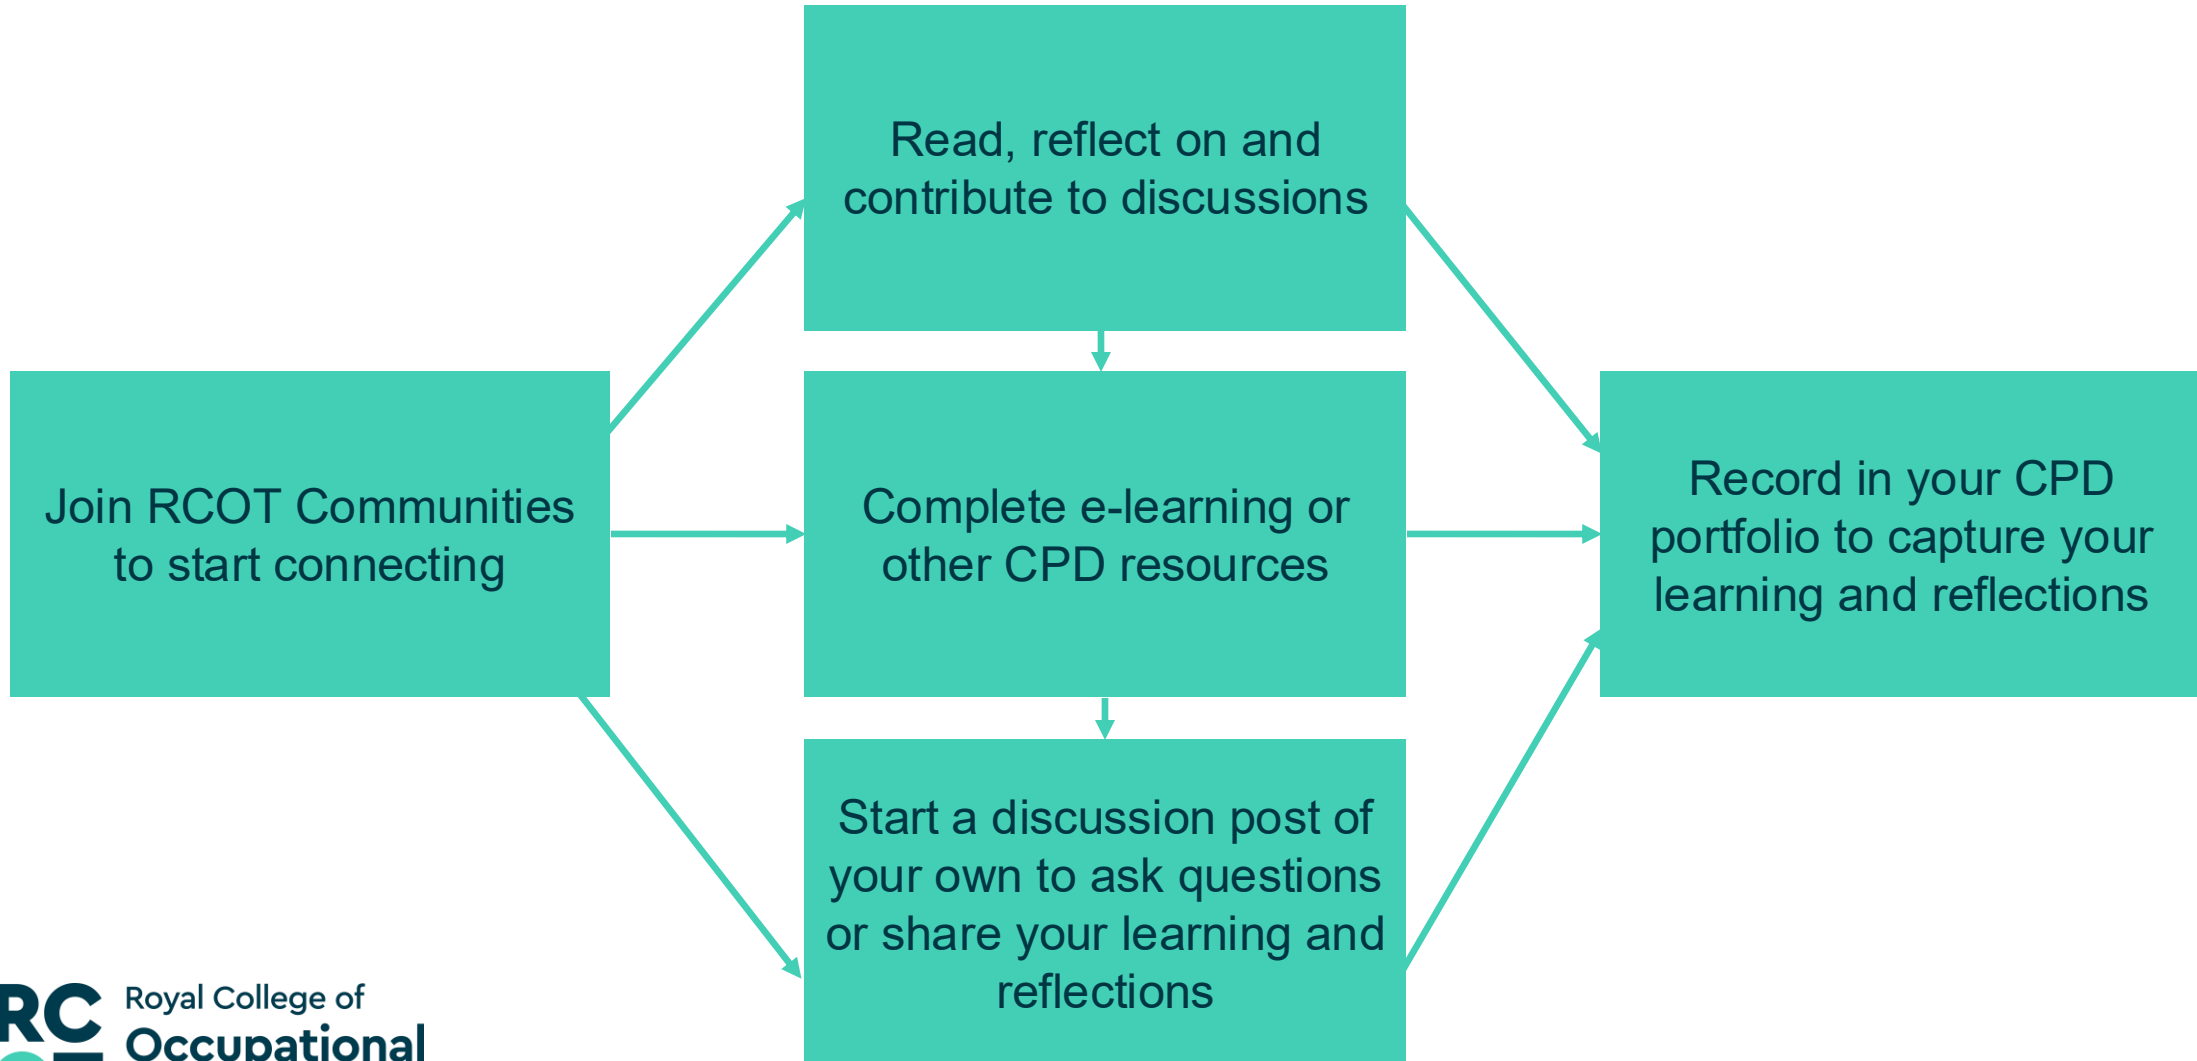 Read, reflect on and
contribute to discussions
Join RCOT Communities
to start connecting
Complete e-learning or
other CPD resources
Record in your CPD
portfolio to capture your
learning and reflections
Start a discussion post of
your own to ask questions
or share your learning and
reflections
RC
Royal College of
Occupational